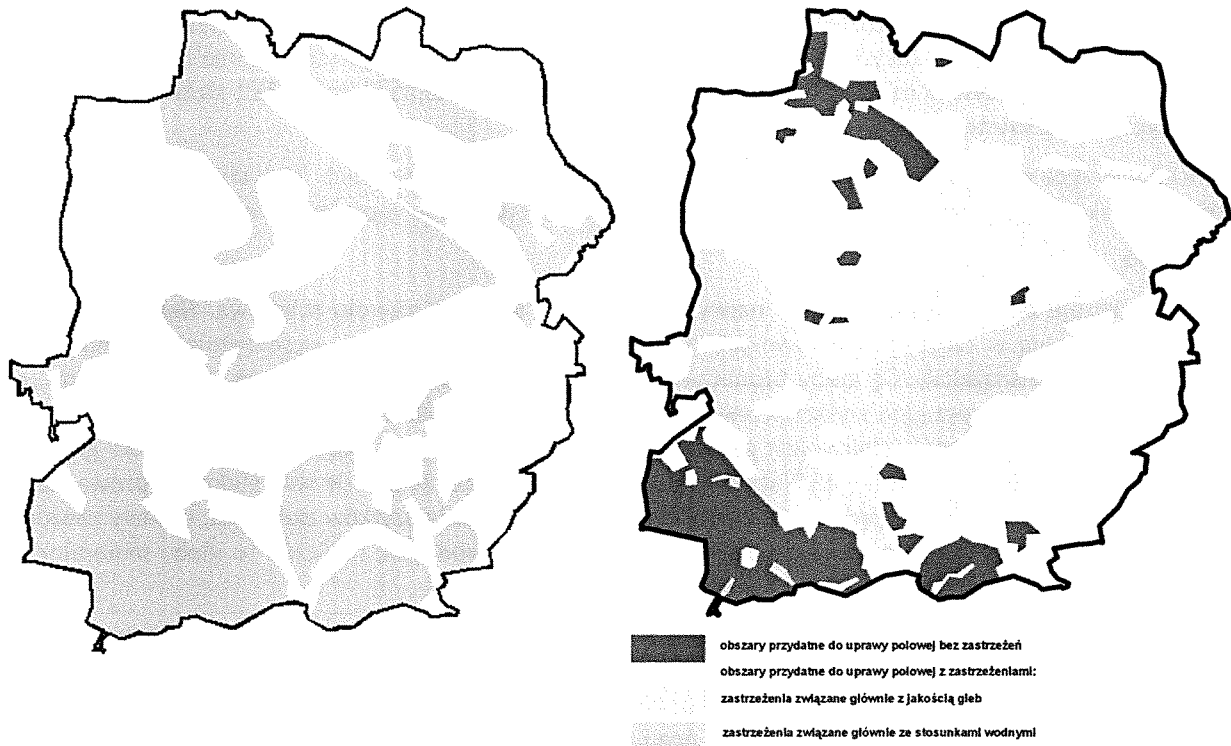 obszary przydatne do uprawy polowej bez zastrzeżeń
obszary przydatne do uprawy polowej z zastrzeżeniami:
zastrzeżenia związane głównie z jakością gleb
zastrzeżenia związane głównie ze stosunkami wodnymi